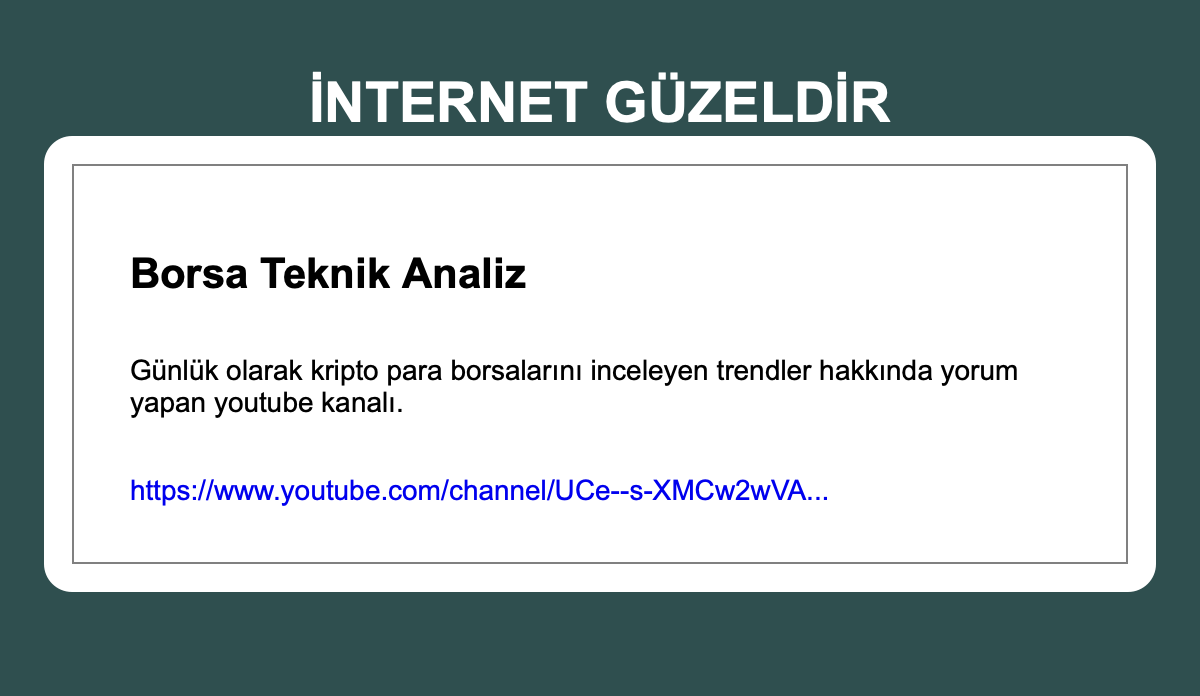 İNTERNET GÜZELDİR
Borsa Teknik Analiz
Günlük olarak kripto para borsalarını inceleyen trendler hakkında yorum
yapan youtube kanalı.
https://www.youtube.com/channel/UCe--s-XMCw2wVA...